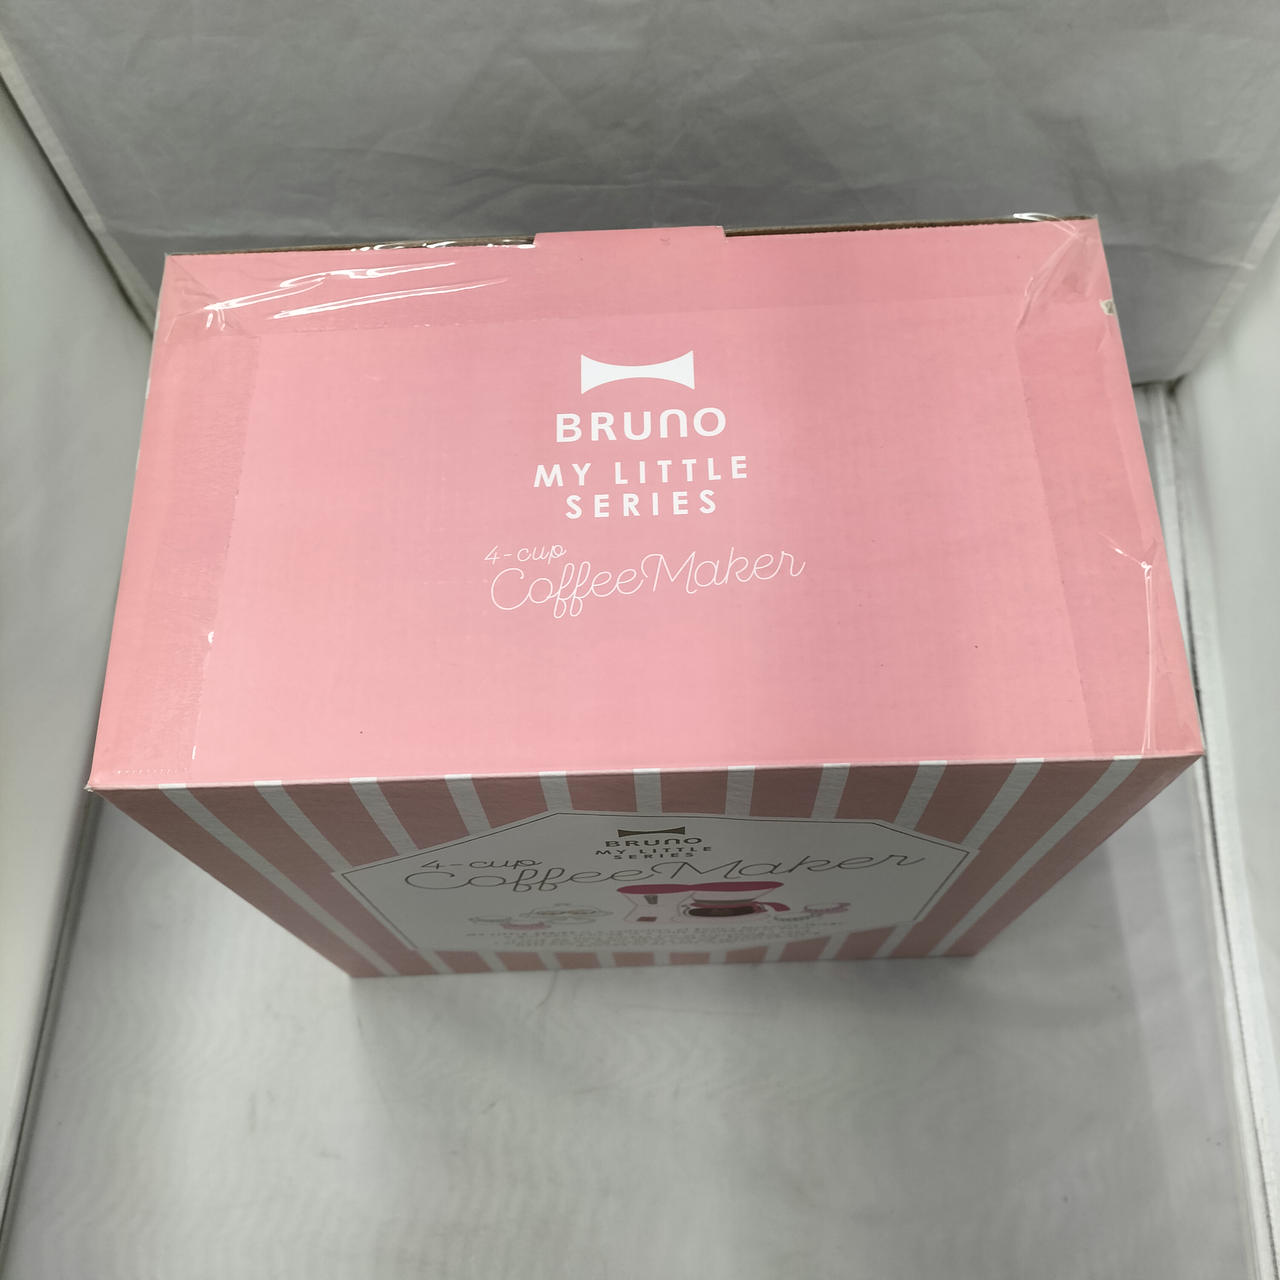 BRUNO
MY LITTLE
SERIES
4-cup
CoffeeMaker
BRUNO
MY LITTLE
SERIES
4-cup
CoffeeMaker